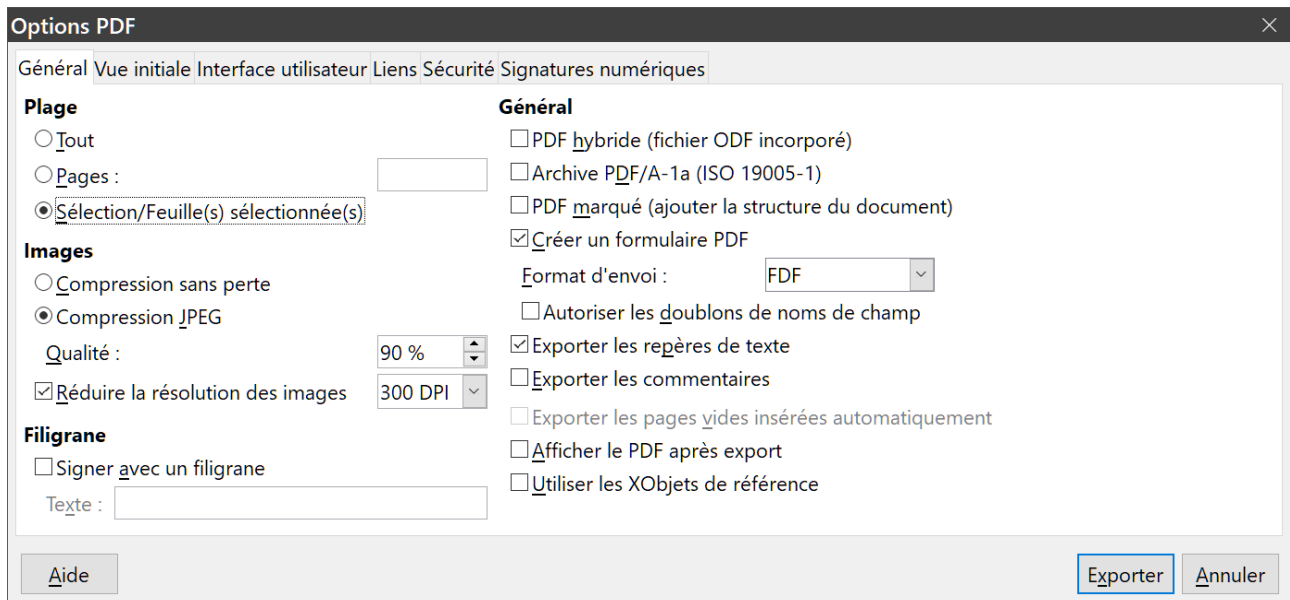 Options PDF
Général Vue initiale Interface utilisateur Liens Sécurité Signatures numériques
Plage
Tout
Pages :
Sélection/Feuille(s) sélectionnée(s)
Images
Compression sans perte
Compression JPEG
Qualité : 90 %
Réduire la résolution des images 300 DPI
Filigrane
Signer avec un filigrane
Texte :
Général
PDF hybride (fichier ODF incorporé)
Archive PDF/A-1a (ISO 19005-1)
PDF marqué (ajouter la structure du document)
Créer un formulaire PDF
Format d'envoi : FDF
Autoriser les doublons de noms de champ
Exporter les repères de texte
Exporter les commentaires
Exporter les pages vides insérées automatiquement
Afficher le PDF après export
Utiliser les XObjets de référence
Aide Exporter Annuler